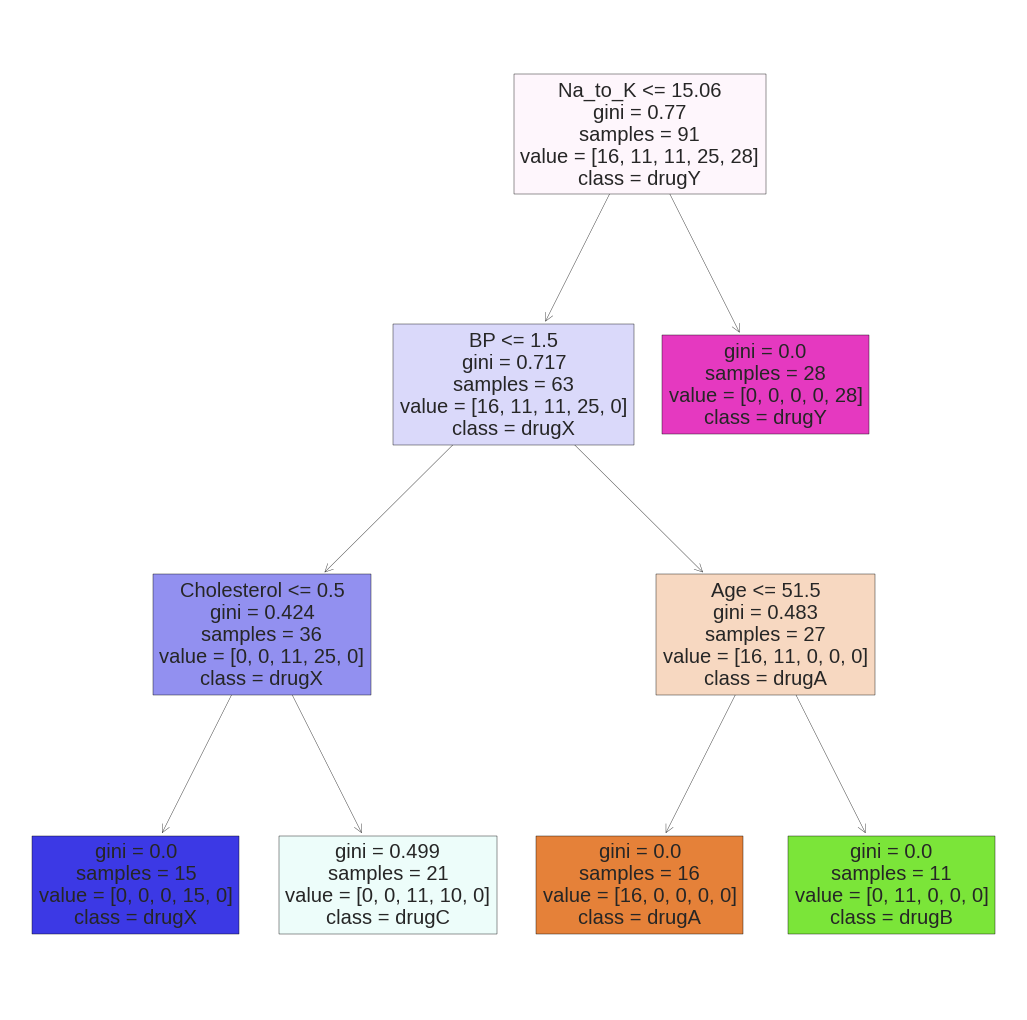 Na_to_K <= 15.06
gini = 0.77
samples = 91
value = [16, 11, 11, 25, 28]
class = drugY
BP <= 1.5
gini = 0.717
samples = 63
value = [16, 11, 11, 25, 0]
class = drugX
gini = 0.0
samples = 28
value = [0, 0, 0, 0, 28]
class = drugY
Cholesterol <= 0.5
gini = 0.424
samples = 36
value = [0, 0, 11, 25, 0]
class = drugX
Age <= 51.5
gini = 0.483
samples = 27
value = [16, 11, 0, 0, 0]
class = drugA
gini = 0.0
samples = 15
value = [0, 0, 0, 15, 0]
class = drugX
gini = 0.499
samples = 21
value = [0, 0, 11, 10, 0]
class = drugC
gini = 0.0
samples = 16
value = [16, 0, 0, 0, 0]
class = drugA
gini = 0.0
samples = 11
value = [0, 11, 0, 0, 0]
class = drugB